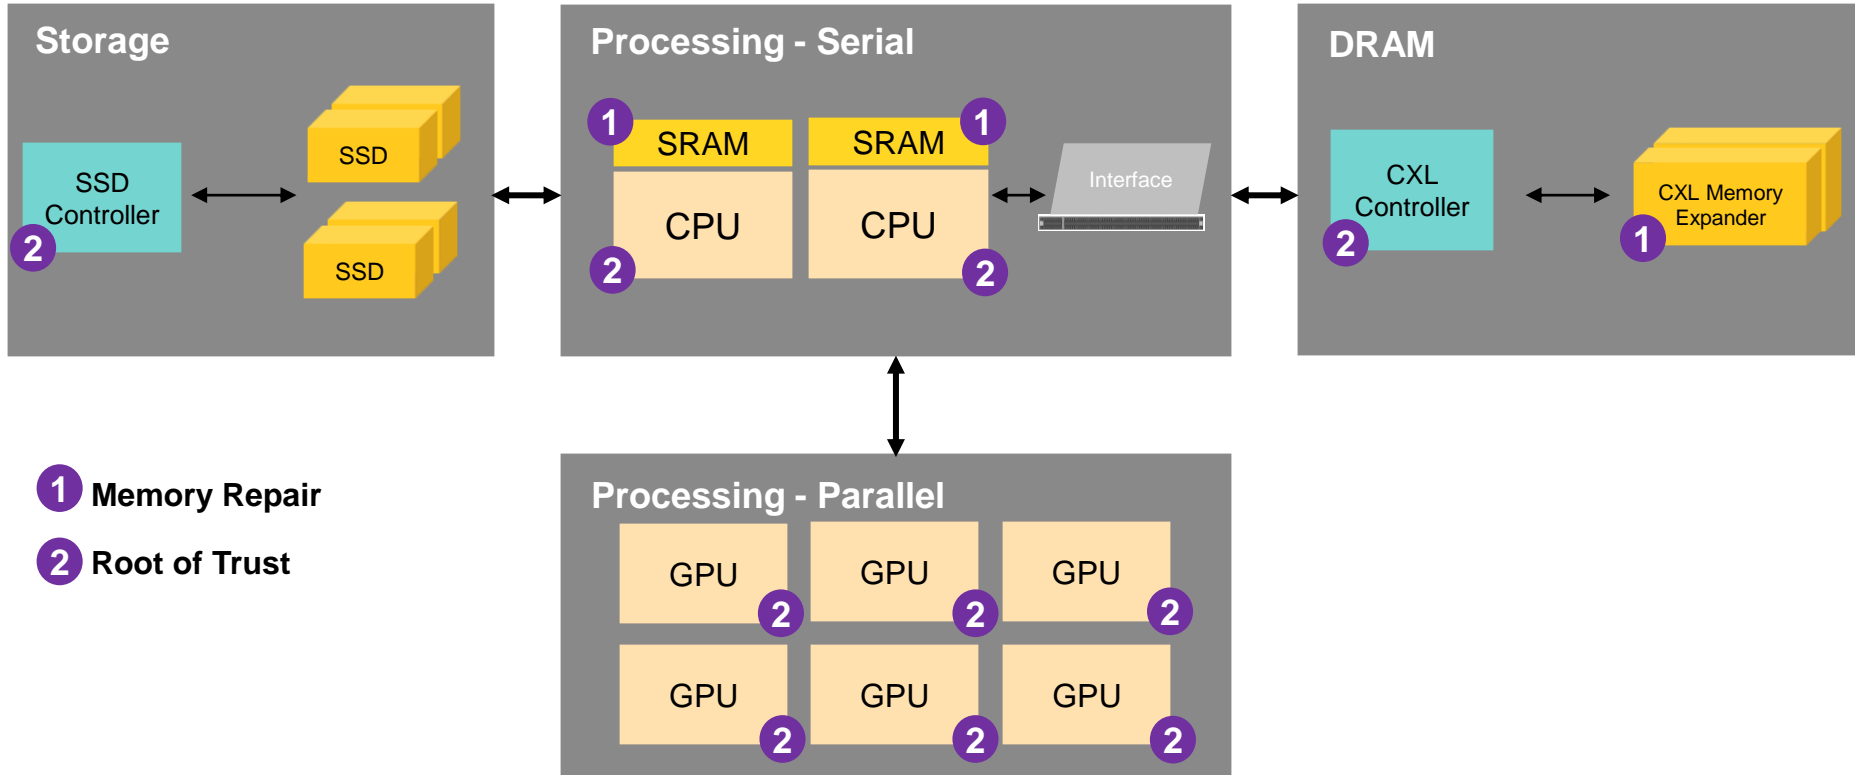 Storage
SSD
Controller
2
SSD
SSD
Processing - Serial
1
SRAM
CPU
2
SRAM
1
CPU
2
Interface
DRAM
CXL
Controller
2
CXL Memory
Expander
1
1 Memory Repair
2 Root of Trust
Processing - Parallel
GPU
2
GPU
2
GPU
2
GPU
2
GPU
2
GPU
2